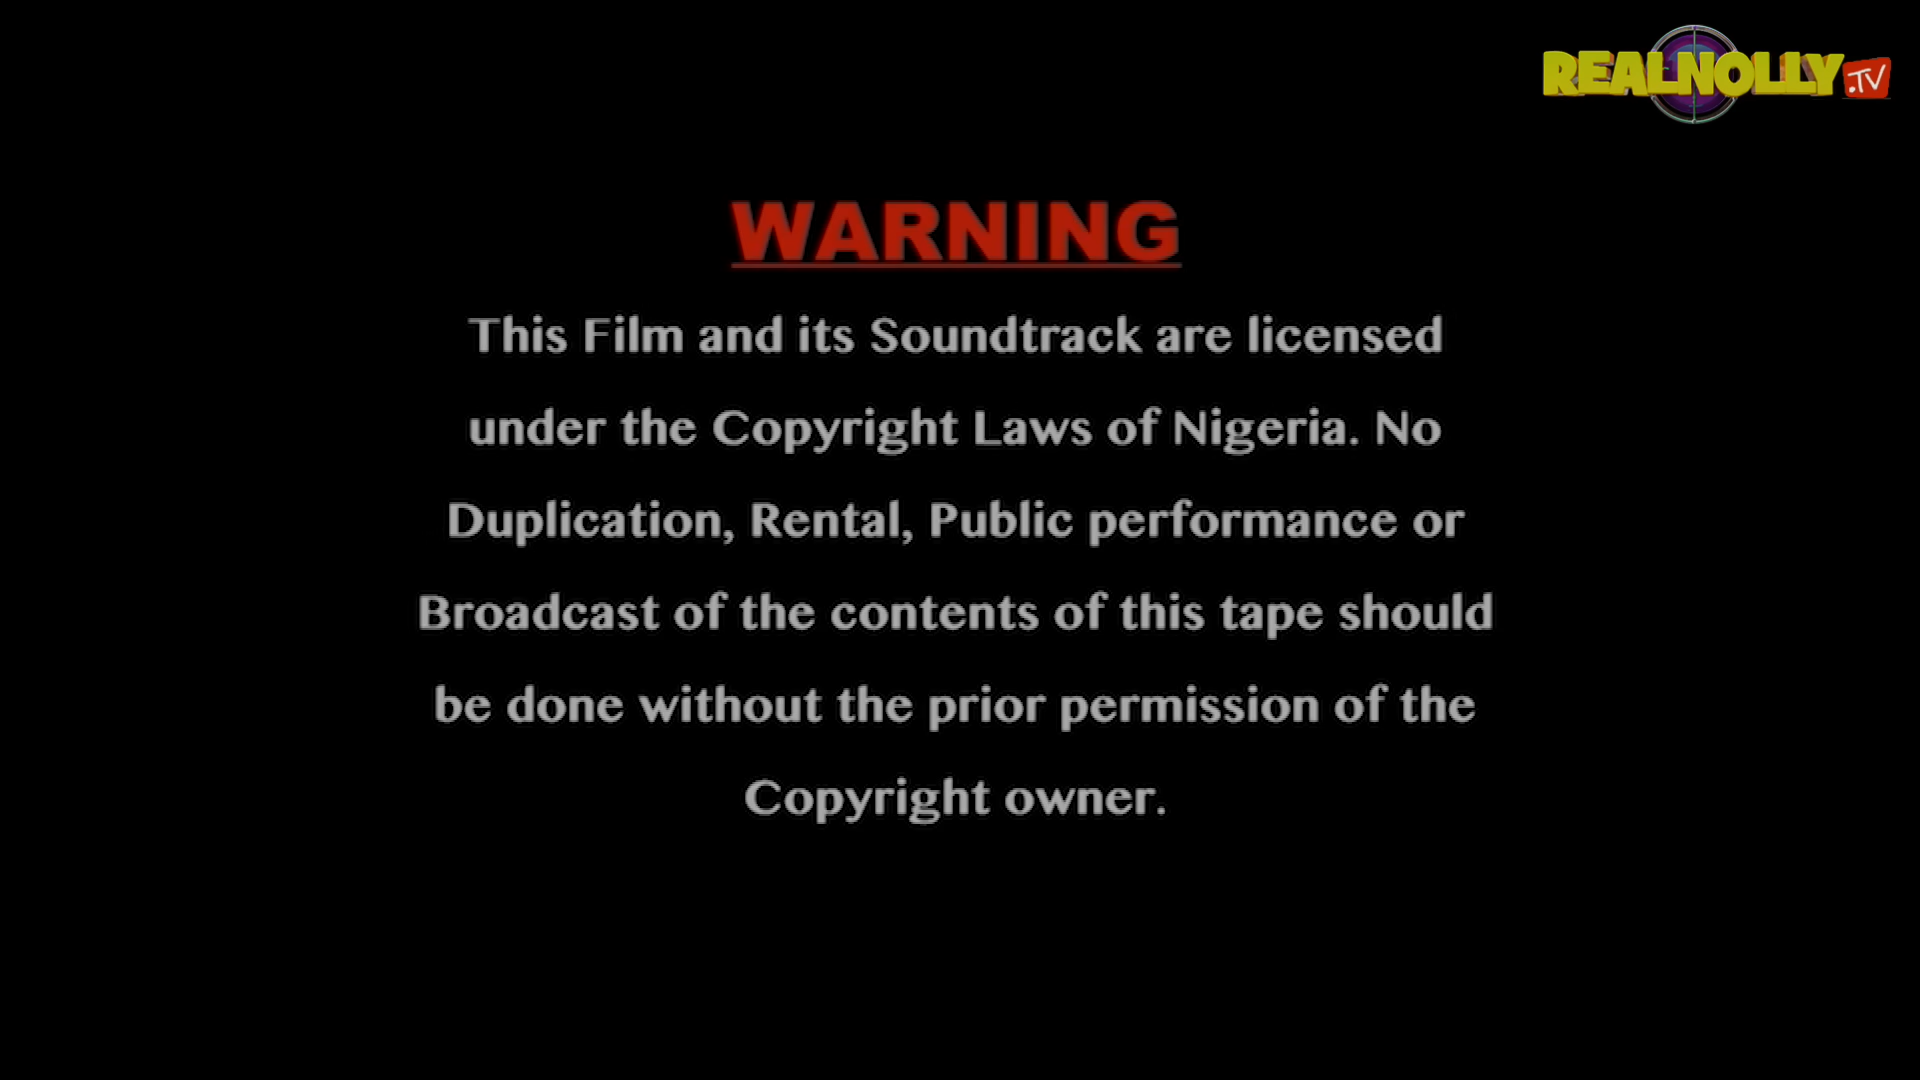 REALNOLLY.TV
WARNING
This Film and its Soundtrack are licensed
under the Copyright Laws of Nigeria. No
Duplication, Rental, Public performance or
Broadcast of the contents of this tape should
be done without the prior permission of the
Copyright owner.